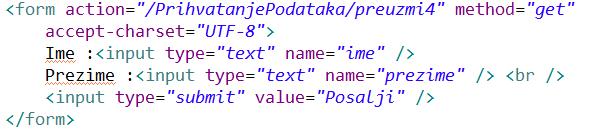 <form action="/PrihvatanjePodataka/preuzmi4" method="get"
accept-charset="UTF-8">
Ime :<input type="text" name="ime" />
Prezime :<input type="text" name="prezime" /> <br />
<input type="submit" value="Posalji" />
</form>